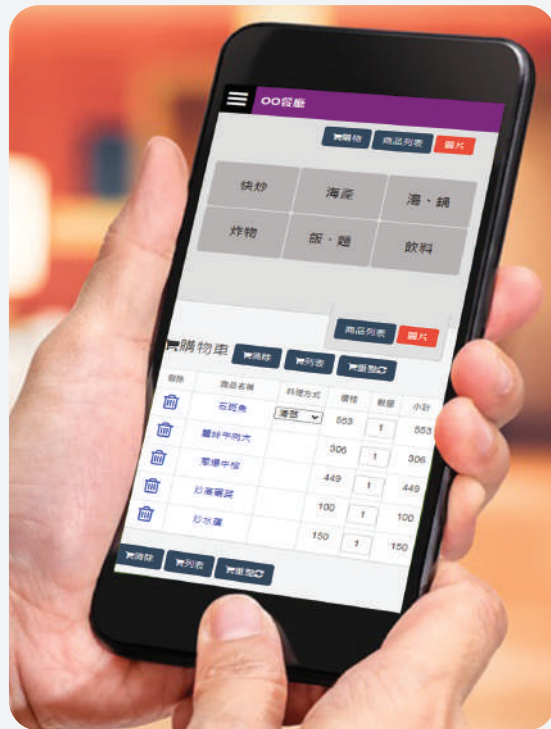 OO餐廳
購物 商品列表 圖片
快炒 海產 湯、鍋
炸物 飯、麵 飲料
商品列表 圖片
購物車 清除 列表 重整
刪除 商品名稱 料理方式 價格 數量 小計
石斑魚 清蒸 553 1 553
306 1 306
449 1 449
炒高麗菜 100 1 100
炒水蓮 150 1 150
清除 列表 重整